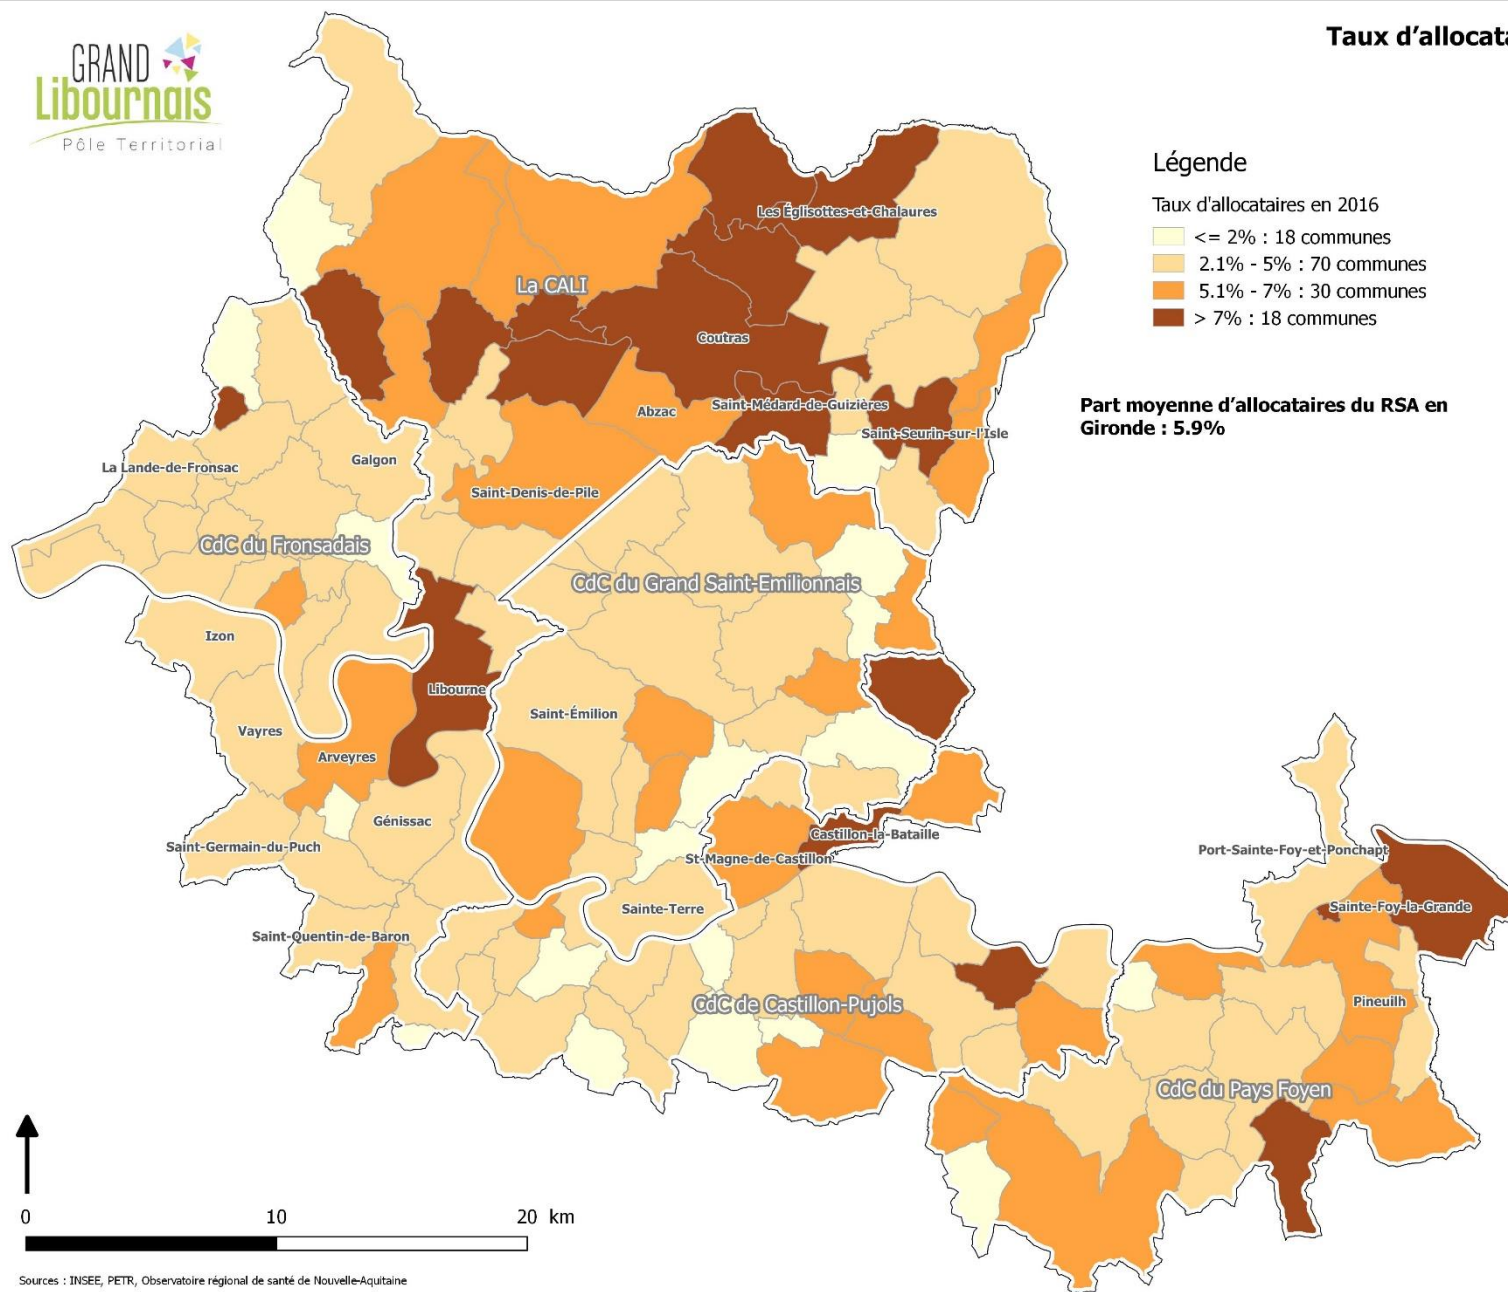 GRAND
Libournais
Pôle Territorial
Taux d'allocata
Légende
Taux d'allocataires en 2016
<= 2% : 18 communes
2.1% - 5% : 70 communes
5.1% - 7% : 30 communes
> 7% : 18 communes
Part moyenne d'allocataires du RSA en
Gironde : 5.9%
Les Églisottes-et-Chalaures
La CALI
Coutras
Abzac
Saint-Médard-de-Guizières
Saint-Seurin-sur-l'Isle
La Lande-de-Fronsac
Galgon
Saint-Denis-de-Pile
CdC du Fronsadais
CdC du Grand Saint-Emilionnais
Izon
Libourne
Saint-Émilion
Vayres
Arveyres
Génissac
Saint-Germain-du-Puch
Castillon-la-Bataille
St-Magne-de-Castillon
Port-Sainte-Foy-et-Ponchapt
Sainte-Terre
Sainte-Foy-la-Grande
Saint-Quentin-de-Baron
CdC de Castillon-Pujols
Pineuilh
CdC du Pays Foyen
0 10 20 km
Sources : INSEE, PETR, Observatoire régional de santé de Nouvelle-Aquitaine